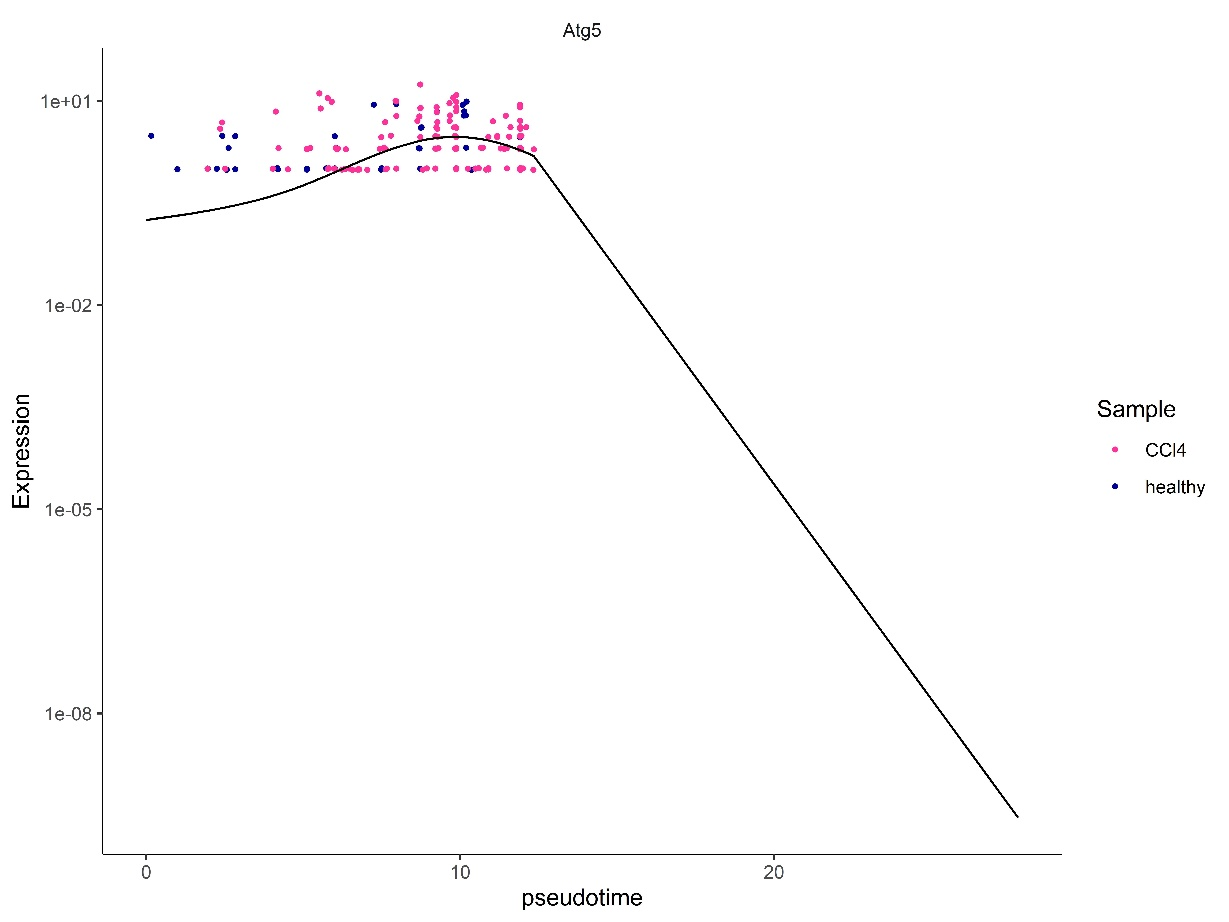 Atg5
1e+01
1e-02
1e-05
1e-08
Expression
0
10
20
pseudotime
Sample
CCl4
healthy